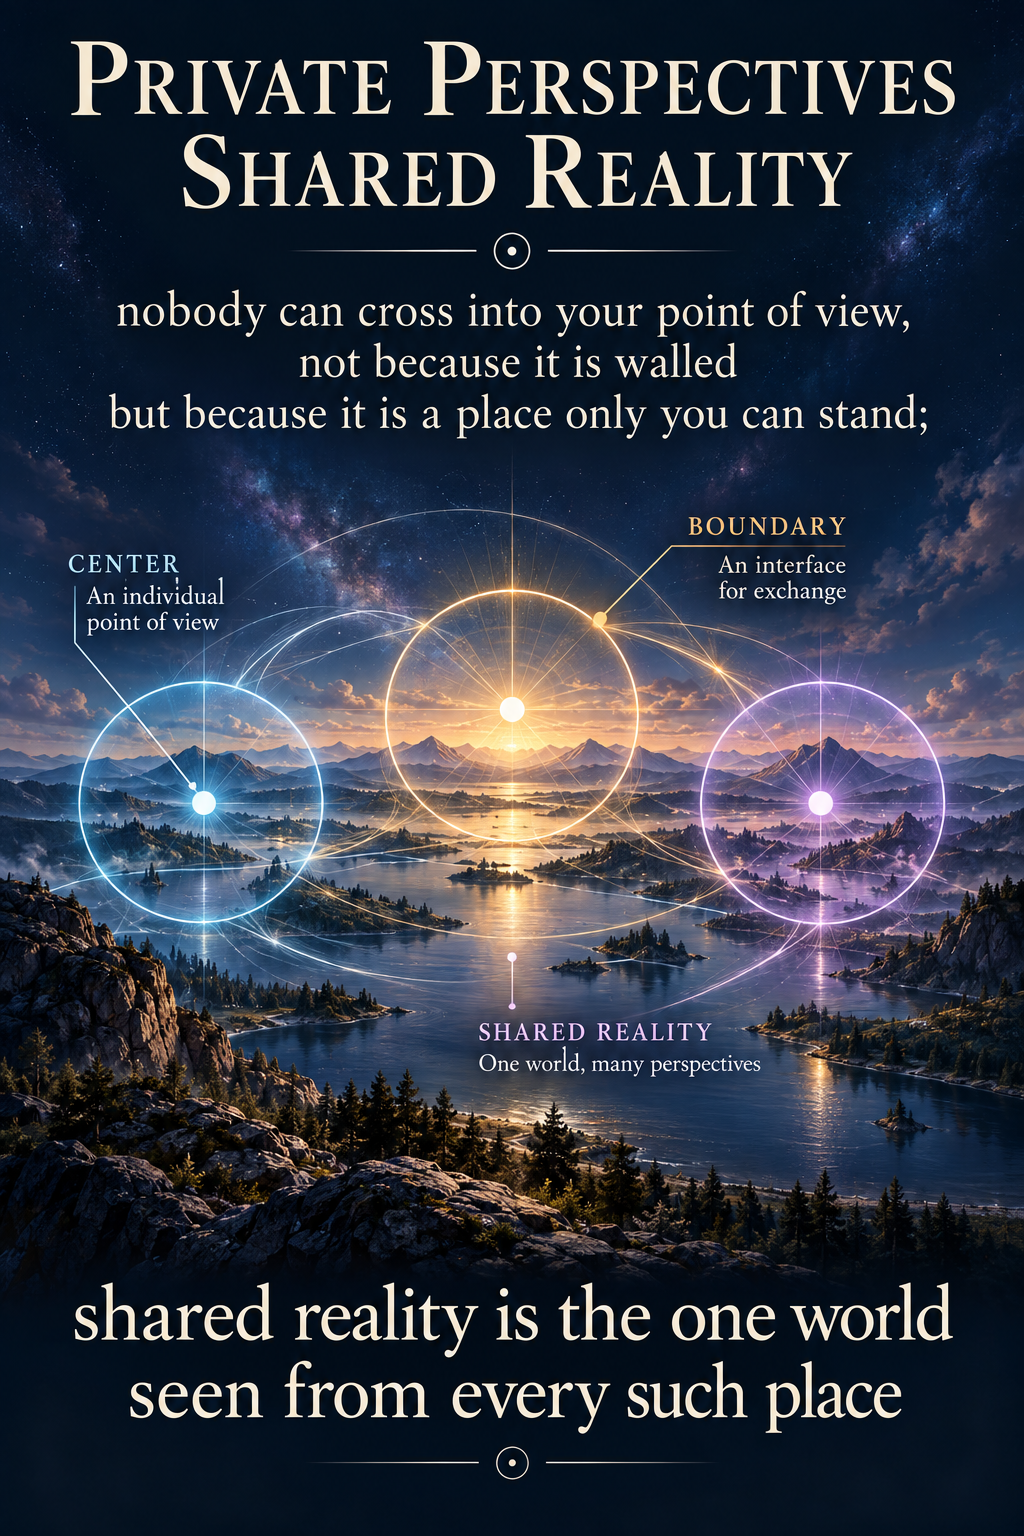 PRIVATE PERSPECTIVES
SHARED REALITY
nobody can cross into your point of view,
not because it is walled
but because it is a place only you can stand;
BOUNDARY
An interface
for exchange
CENTER
An individual
point of view
SHARED REALITY
One world, many perspectives
shared reality is the one world
seen from every such place